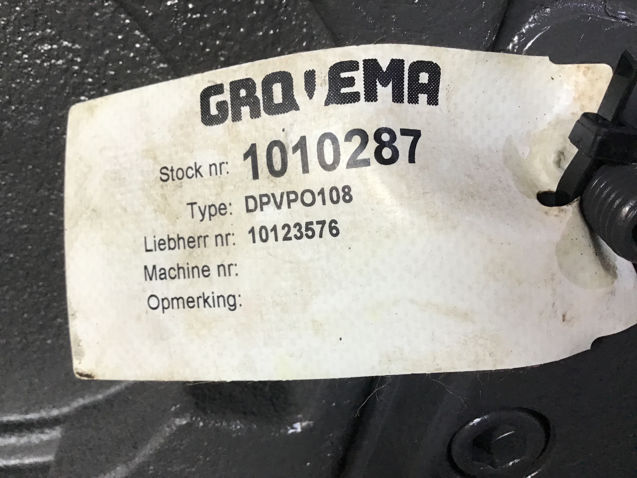 GROVEMA
Stock nr: 1010287
Type: DPVPO108
Liebherr nr: 10123576
Machine nr:
Opmerking: